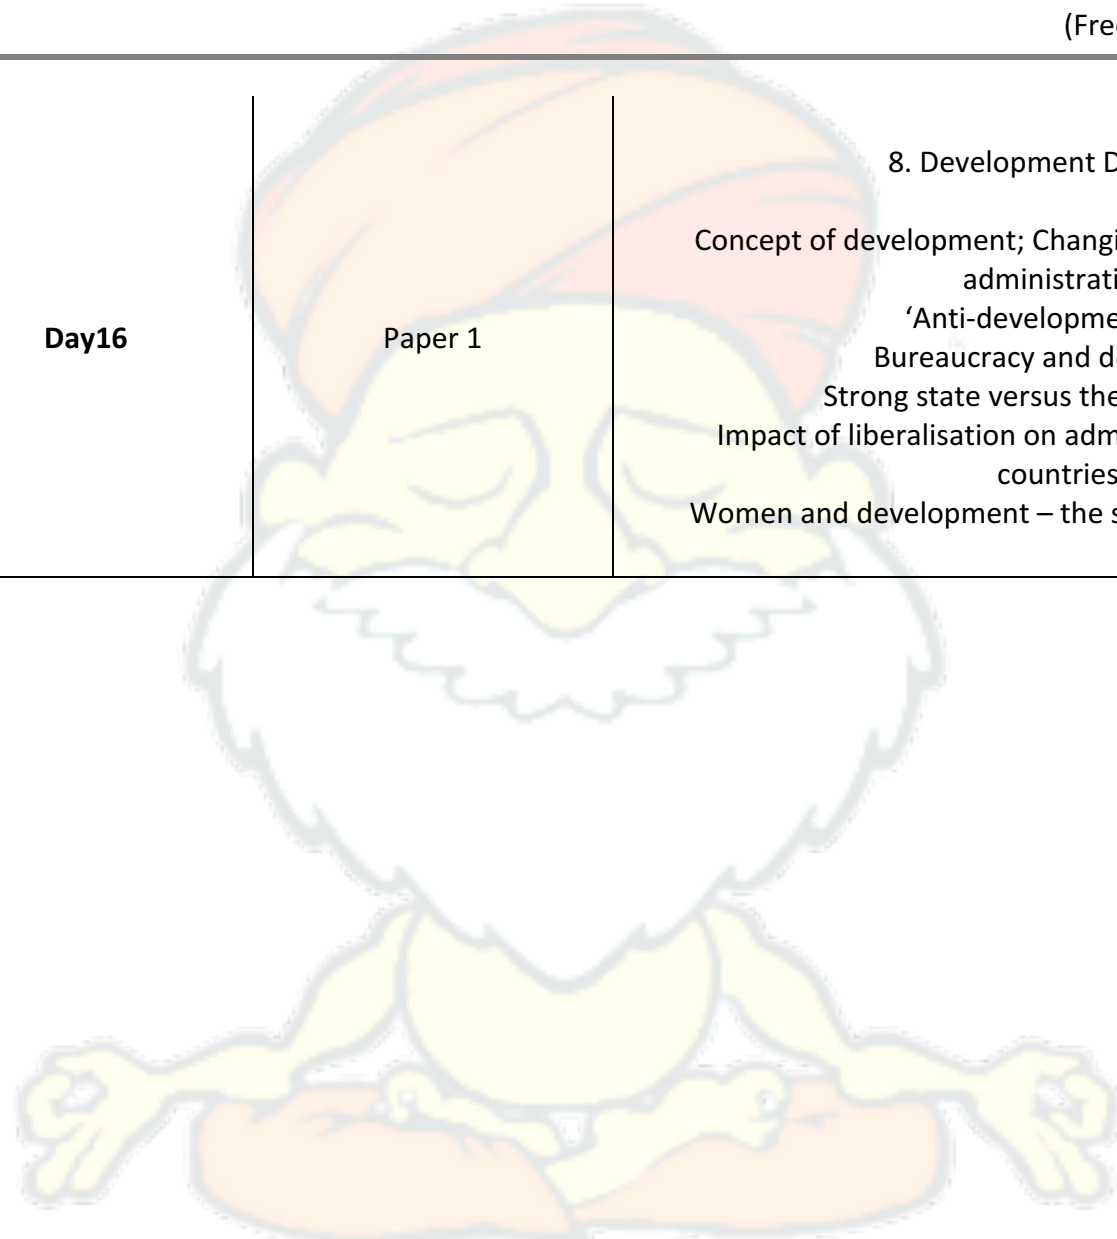 (Fre
8. Development D
Concept of development; Changi
administrati
‘Anti-developme
Day16
Paper 1
Bureaucracy and d
Strong state versus the
Impact of liberalisation on adm
countries
Women and development – the s